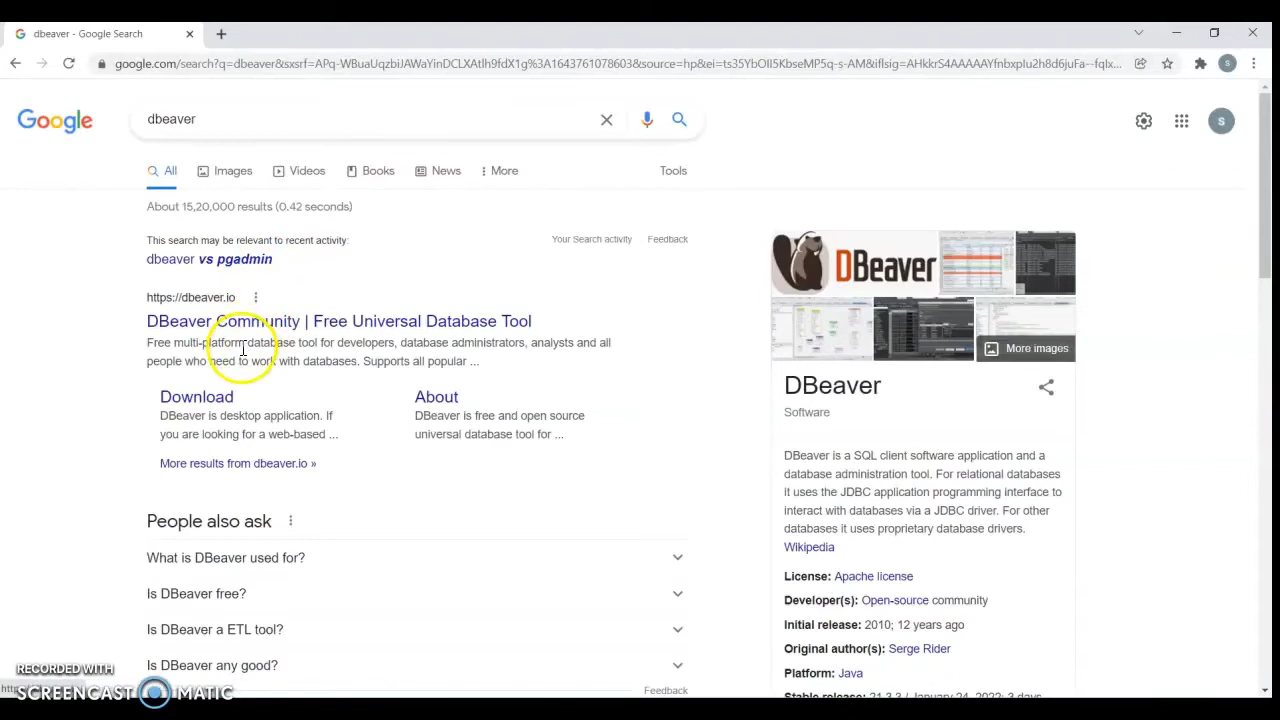 dbeaver - Google Search
google.com/search?q=dbeaver&sxsrf=APq-WBuaUqzbiJAWaYinDCLXAtlh9fdX1g%3A1643761078603&source=hp&ei=ts35YbOII5KbseMP5q-s-AM&iflsig=AHkkrS4AAAAAYfnbxpIu2h8d6juFa--fqlx...
S
Google
dbeaver
S
All
Images
Videos
Books
News
More
Tools
About 15,20,000 results (0.42 seconds)
This search may be relevant to recent activity:
Your Search activity
Feedback
dbeaver vs pgadmin
https://dbeaver.io
DBeaver Community | Free Universal Database Tool
Free multi-platform database tool for developers, database administrators, analysts and all
people who need to work with databases. Supports all popular ...
Download
DBeaver is desktop application. If
you are looking for a web-based ...
About
DBeaver is free and open source
universal database tool for ...
More results from dbeaver.io »
People also ask
What is DBeaver used for?
Is DBeaver free?
Is DBeaver a ETL tool?
Is DBeaver any good?
Feedback
DBeaver
More images
DBeaver
Software
DBeaver is a SQL client software application and a
database administration tool. For relational databases
it uses the JDBC application programming interface to
interact with databases via a JDBC driver. For other
databases it uses proprietary database drivers.
Wikipedia
License: Apache license
Developer(s): Open-source community
Initial release: 2010; 12 years ago
Original author(s): Serge Rider
Platform: Java
Stable release: 21.3.3 / January 24, 2022; 3 days
RECORDED WITH
SCREENCAST MATIC